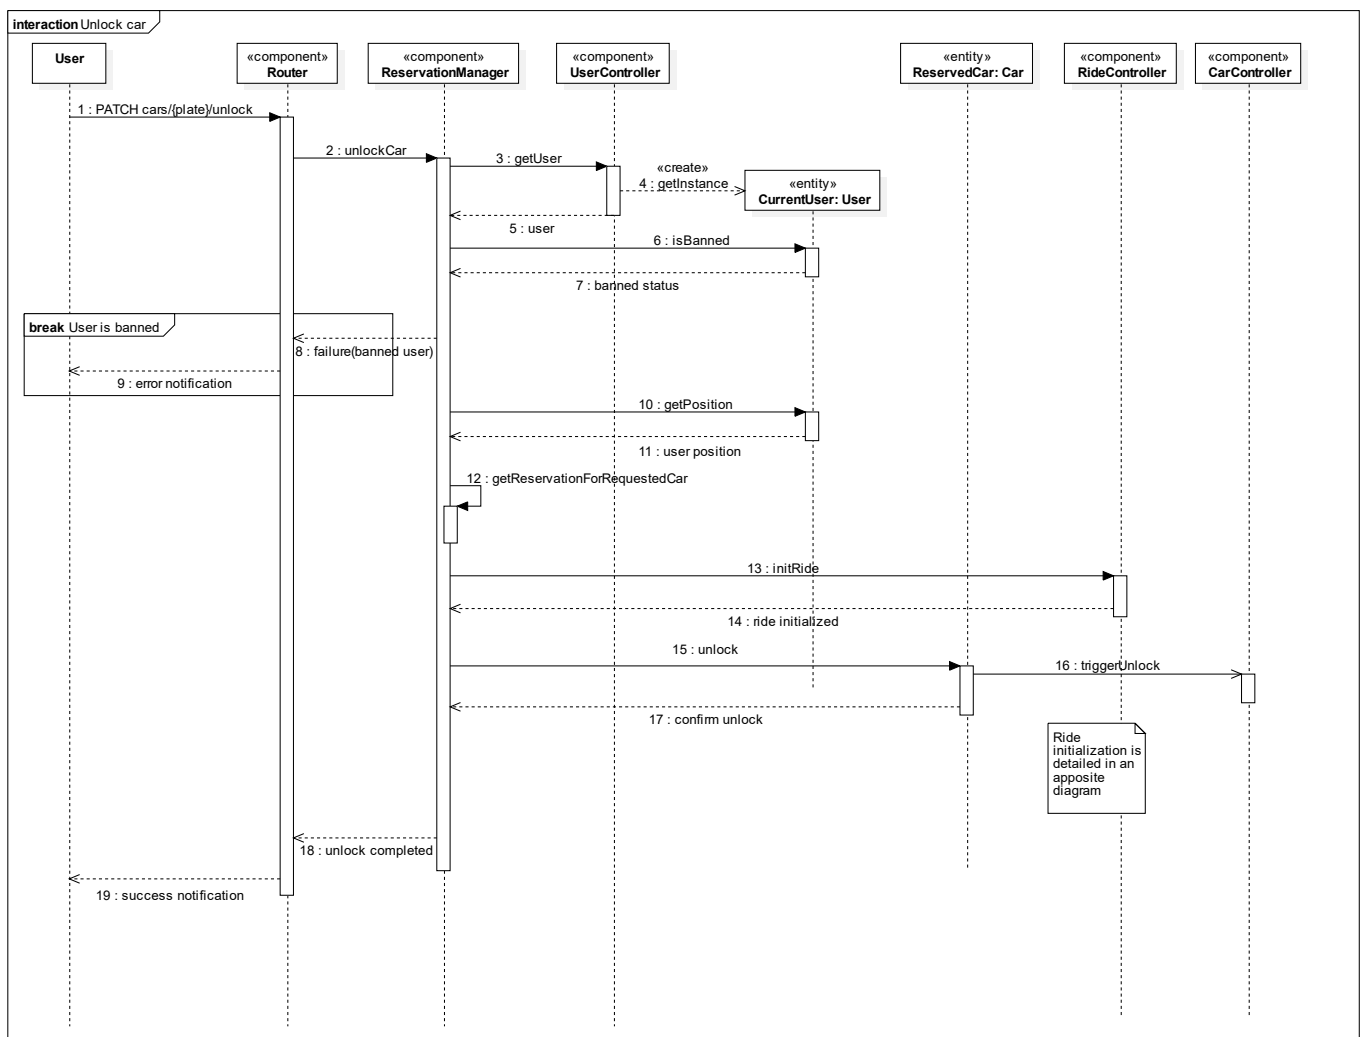 interaction Unlock car
User
«component»
Router
«component»
ReservationManager
«component»
UserController
«entity»
ReservedCar: Car
«component»
RideController
«component»
CarController
1 : PATCH cars/{plate}/unlock
2 : unlockCar
3 : getUser
«create»
4 : getInstance
«entity»
CurrentUser: User
5 : user
6 : isBanned
7 : banned status
break User is banned
8 : failure(banned user)
9 : error notification
10 : getPosition
11 : user position
12 : getReservationForRequestedCar
13 : initRide
14 : ride initialized
15 : unlock
16 : triggerUnlock
17 : confirm unlock
Ride
initialization is
detailed in an
apposite
diagram
18 : unlock completed
19 : success notification